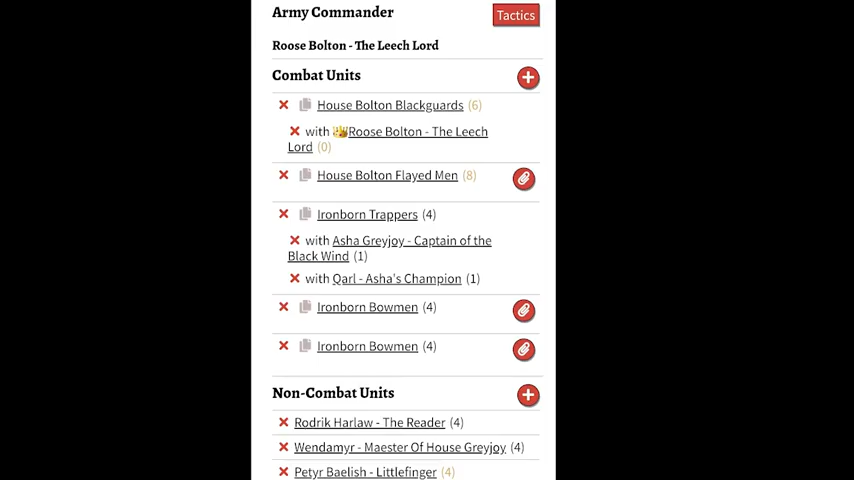 Army Commander
Tactics
Roose Bolton - The Leech Lord
Combat Units
House Bolton Blackguards (6)
with Roose Bolton - The Leech
Lord (0)
House Bolton Flayed Men (8)
Ironborn Trappers (4)
with Asha Greyjoy - Captain of the
Black Wind (1)
with Qarl - Asha's Champion (1)
Ironborn Bowmen (4)
Ironborn Bowmen (4)
Non-Combat Units
Rodrik Harlaw - The Reader (4)
Wendamyr - Maester Of House Greyjoy (4)
Petyr Baelish - Littlefinger (4)